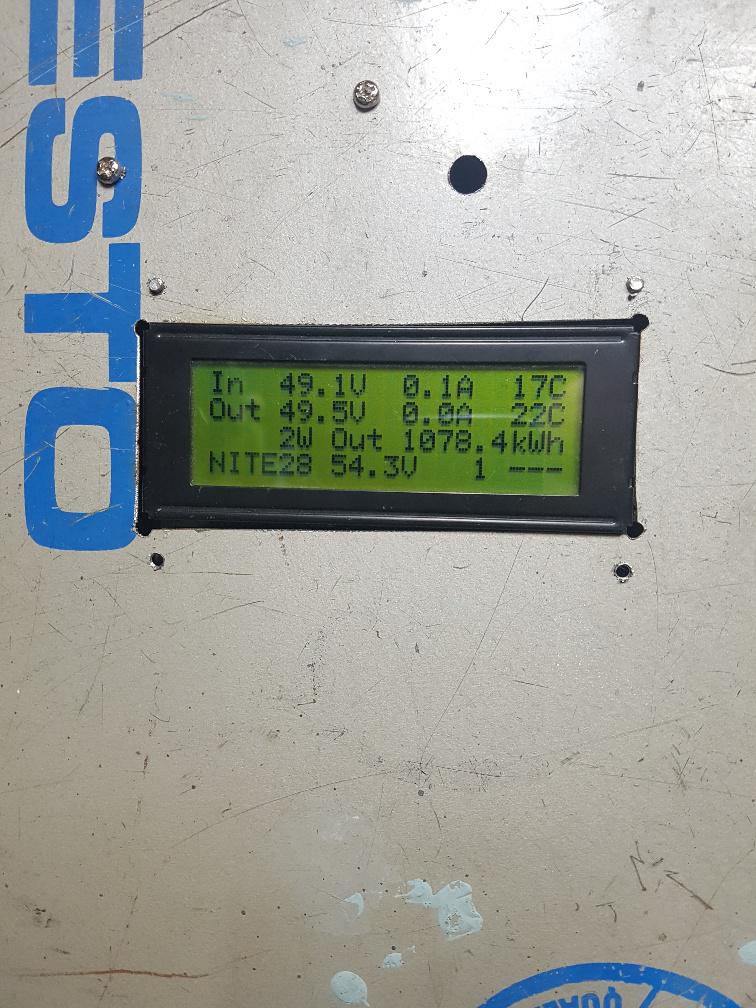 ESTO
In 49.1V 0.1A 17C
Out 49.5V 0.0A 22C
2W Out 1078.4kWh
NITE28 54.3V 1 ---